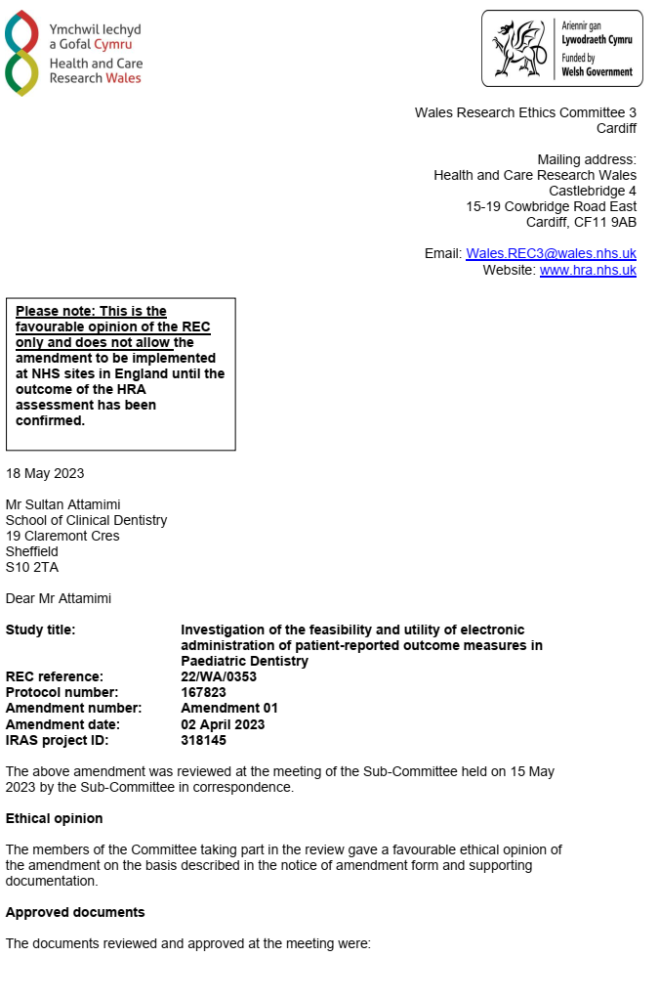 Ymchwil Iechyd
a Gofal Cymru
Health and Care
Research Wales
Ariennir gan
Lywodraeth Cymru
Funded by
Welsh Government
Wales Research Ethics Committee 3
Cardiff
Mailing address:
Health and Care Research Wales
Castlebridge 4
15-19 Cowbridge Road East
Cardiff, CF11 9AB
Email: Wales.REC3@wales.nhs.uk
Website: www.hra.nhs.uk
Please note: This is the
favourable opinion of the REC
only and does not allow the
amendment to be implemented
at NHS sites in England until the
outcome of the HRA
assessment has been
confirmed.
18 May 2023
Mr Sultan Attamimi
School of Clinical Dentistry
19 Claremont Cres
Sheffield
S10 2TA
Dear Mr Attamimi
Study title: Investigation of the feasibility and utility of electronic
administration of patient-reported outcome measures in
Paediatric Dentistry
REC reference: 22/WA/0353
Protocol number: 167823
Amendment number: Amendment 01
Amendment date: 02 April 2023
IRAS project ID: 318145
The above amendment was reviewed at the meeting of the Sub-Committee held on 15 May
2023 by the Sub-Committee in correspondence.
Ethical opinion
The members of the Committee taking part in the review gave a favourable ethical opinion of
the amendment on the basis described in the notice of amendment form and supporting
documentation.
Approved documents
The documents reviewed and approved at the meeting were: